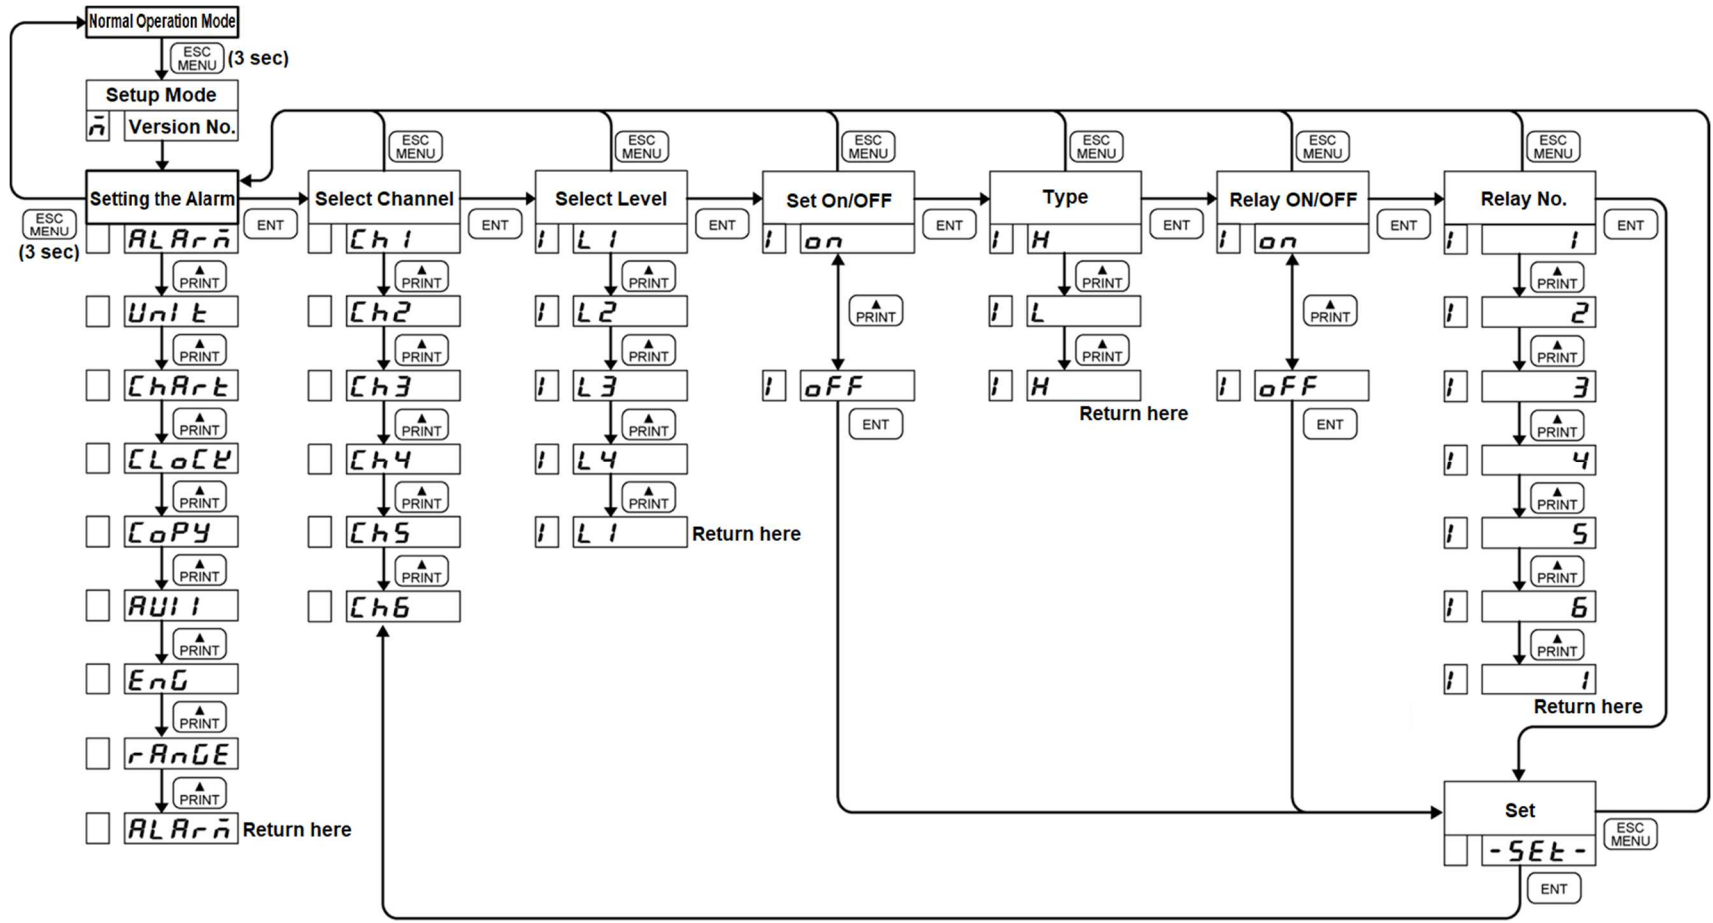 Normal Operation Mode
ESC
MENU
(3 sec)
Setup Mode
Version No.
Setting the Alarm
ESC
MENU
(3 sec)
ALArm
▲
PRINT
UnIt
▲
PRINT
CHArt
▲
PRINT
CLoCK
▲
PRINT
CoPY
▲
PRINT
▲
PRINT
EnG
▲
PRINT
rAnGE
▲
PRINT
ALArm
Return here
ENT
ESC
MENU
Select Channel
Ch1
▲
PRINT
Ch2
▲
PRINT
Ch3
▲
PRINT
Ch4
▲
PRINT
Ch5
▲
PRINT
Ch6
ENT
ESC
MENU
Select Level
1 L1
▲
PRINT
1 L2
▲
PRINT
1 L3
▲
PRINT
1 L4
▲
PRINT
1 L1
Return here
ENT
ESC
MENU
Set On/OFF
1 on
▲
PRINT
1 oFF
ENT
ENT
ESC
MENU
Type
1 H
▲
PRINT
1 L
▲
PRINT
1 H
Return here
ENT
ESC
MENU
Relay ON/OFF
1 on
▲
PRINT
1 oFF
ENT
ENT
ESC
MENU
Relay No.
1 1
▲
PRINT
1 2
▲
PRINT
1 3
▲
PRINT
1 4
▲
PRINT
1 5
▲
PRINT
1 6
▲
PRINT
1 1
Return here
ENT
Set
-SEt-
ESC
MENU
ENT